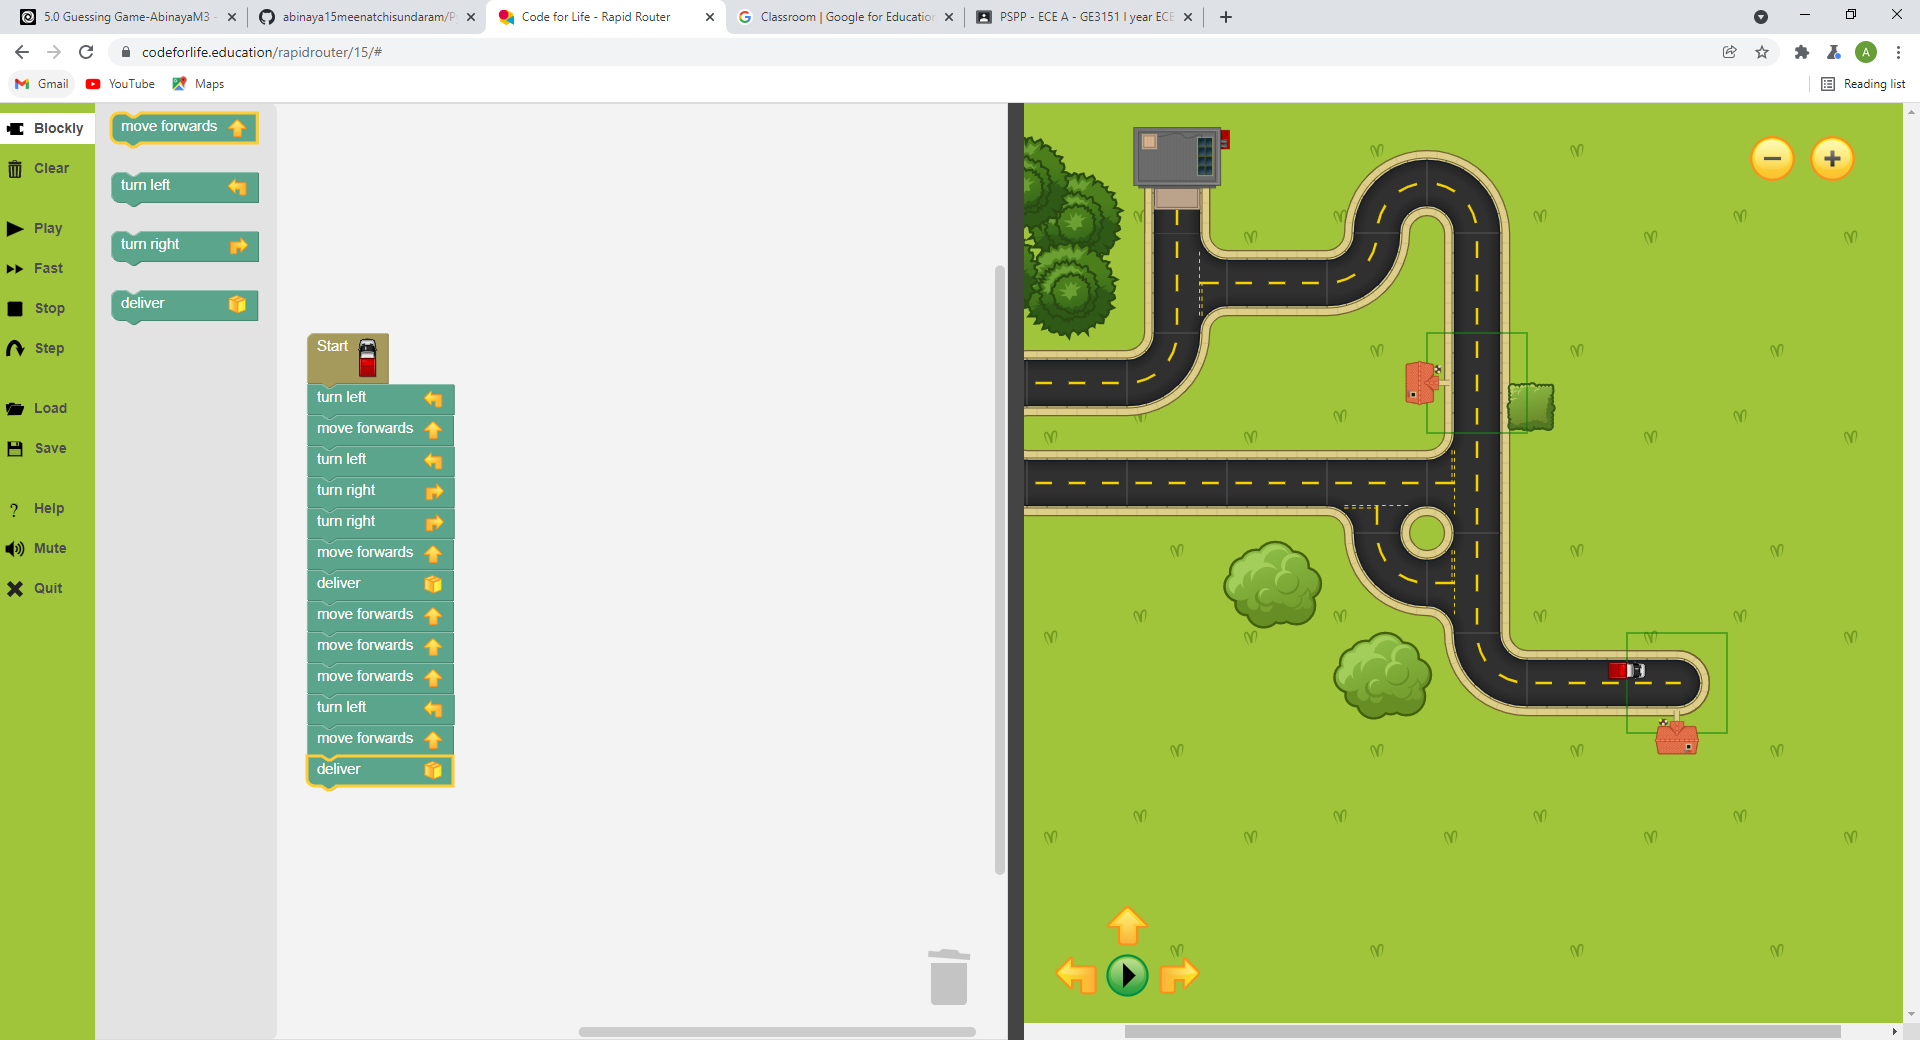 5.0 Guessing Game-AbinayaM3 -
abinaya15meenatchisundaram/P
Code for Life - Rapid Router
Classroom | Google for Education
PSPP - ECE A - GE3151 I year ECE
codeforlife.education/rapidrouter/15/#
A
Gmail
YouTube
Maps
Reading list
Blockly
Clear
Play
Fast
Stop
Step
Load
Save
? Help
Mute
Quit
move forwards
turn left
turn right
deliver
Start
turn left
move forwards
turn left
turn right
turn right
move forwards
deliver
move forwards
move forwards
move forwards
turn left
move forwards
deliver